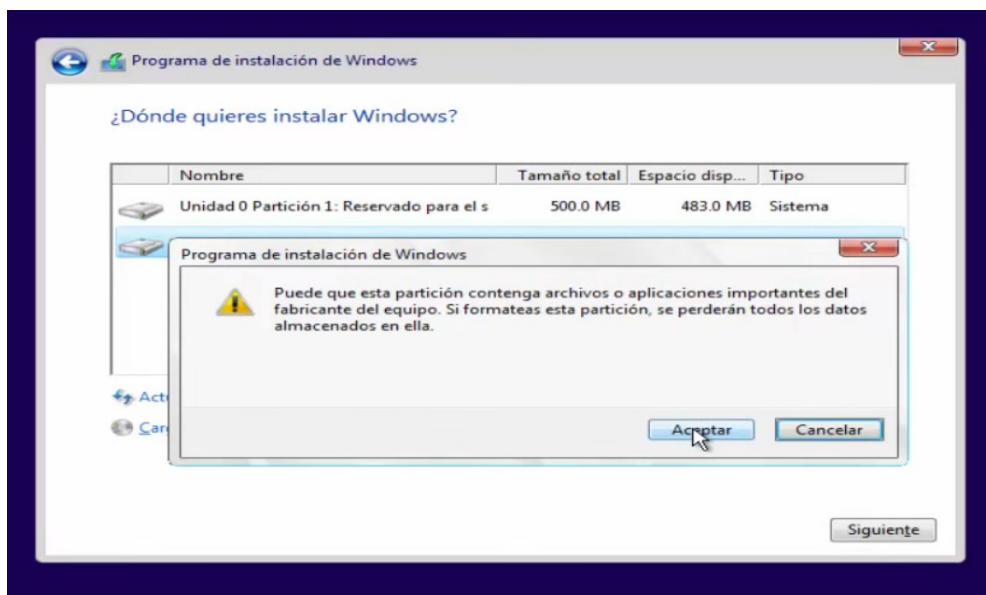 Programa de instalación de Windows
¿Dónde quieres instalar Windows?
Nombre Tamaño total Espacio disp... Tipo
Unidad 0 Partición 1: Reservado para el s 500.0 MB 483.0 MB Sistema
Programa de instalación de Windows
Puede que esta partición contenga archivos o aplicaciones importantes del
fabricante del equipo. Si formateas esta partición, se perderán todos los datos
almacenados en ella.
Act
Car
Aceptar Cancelar
Siguiente